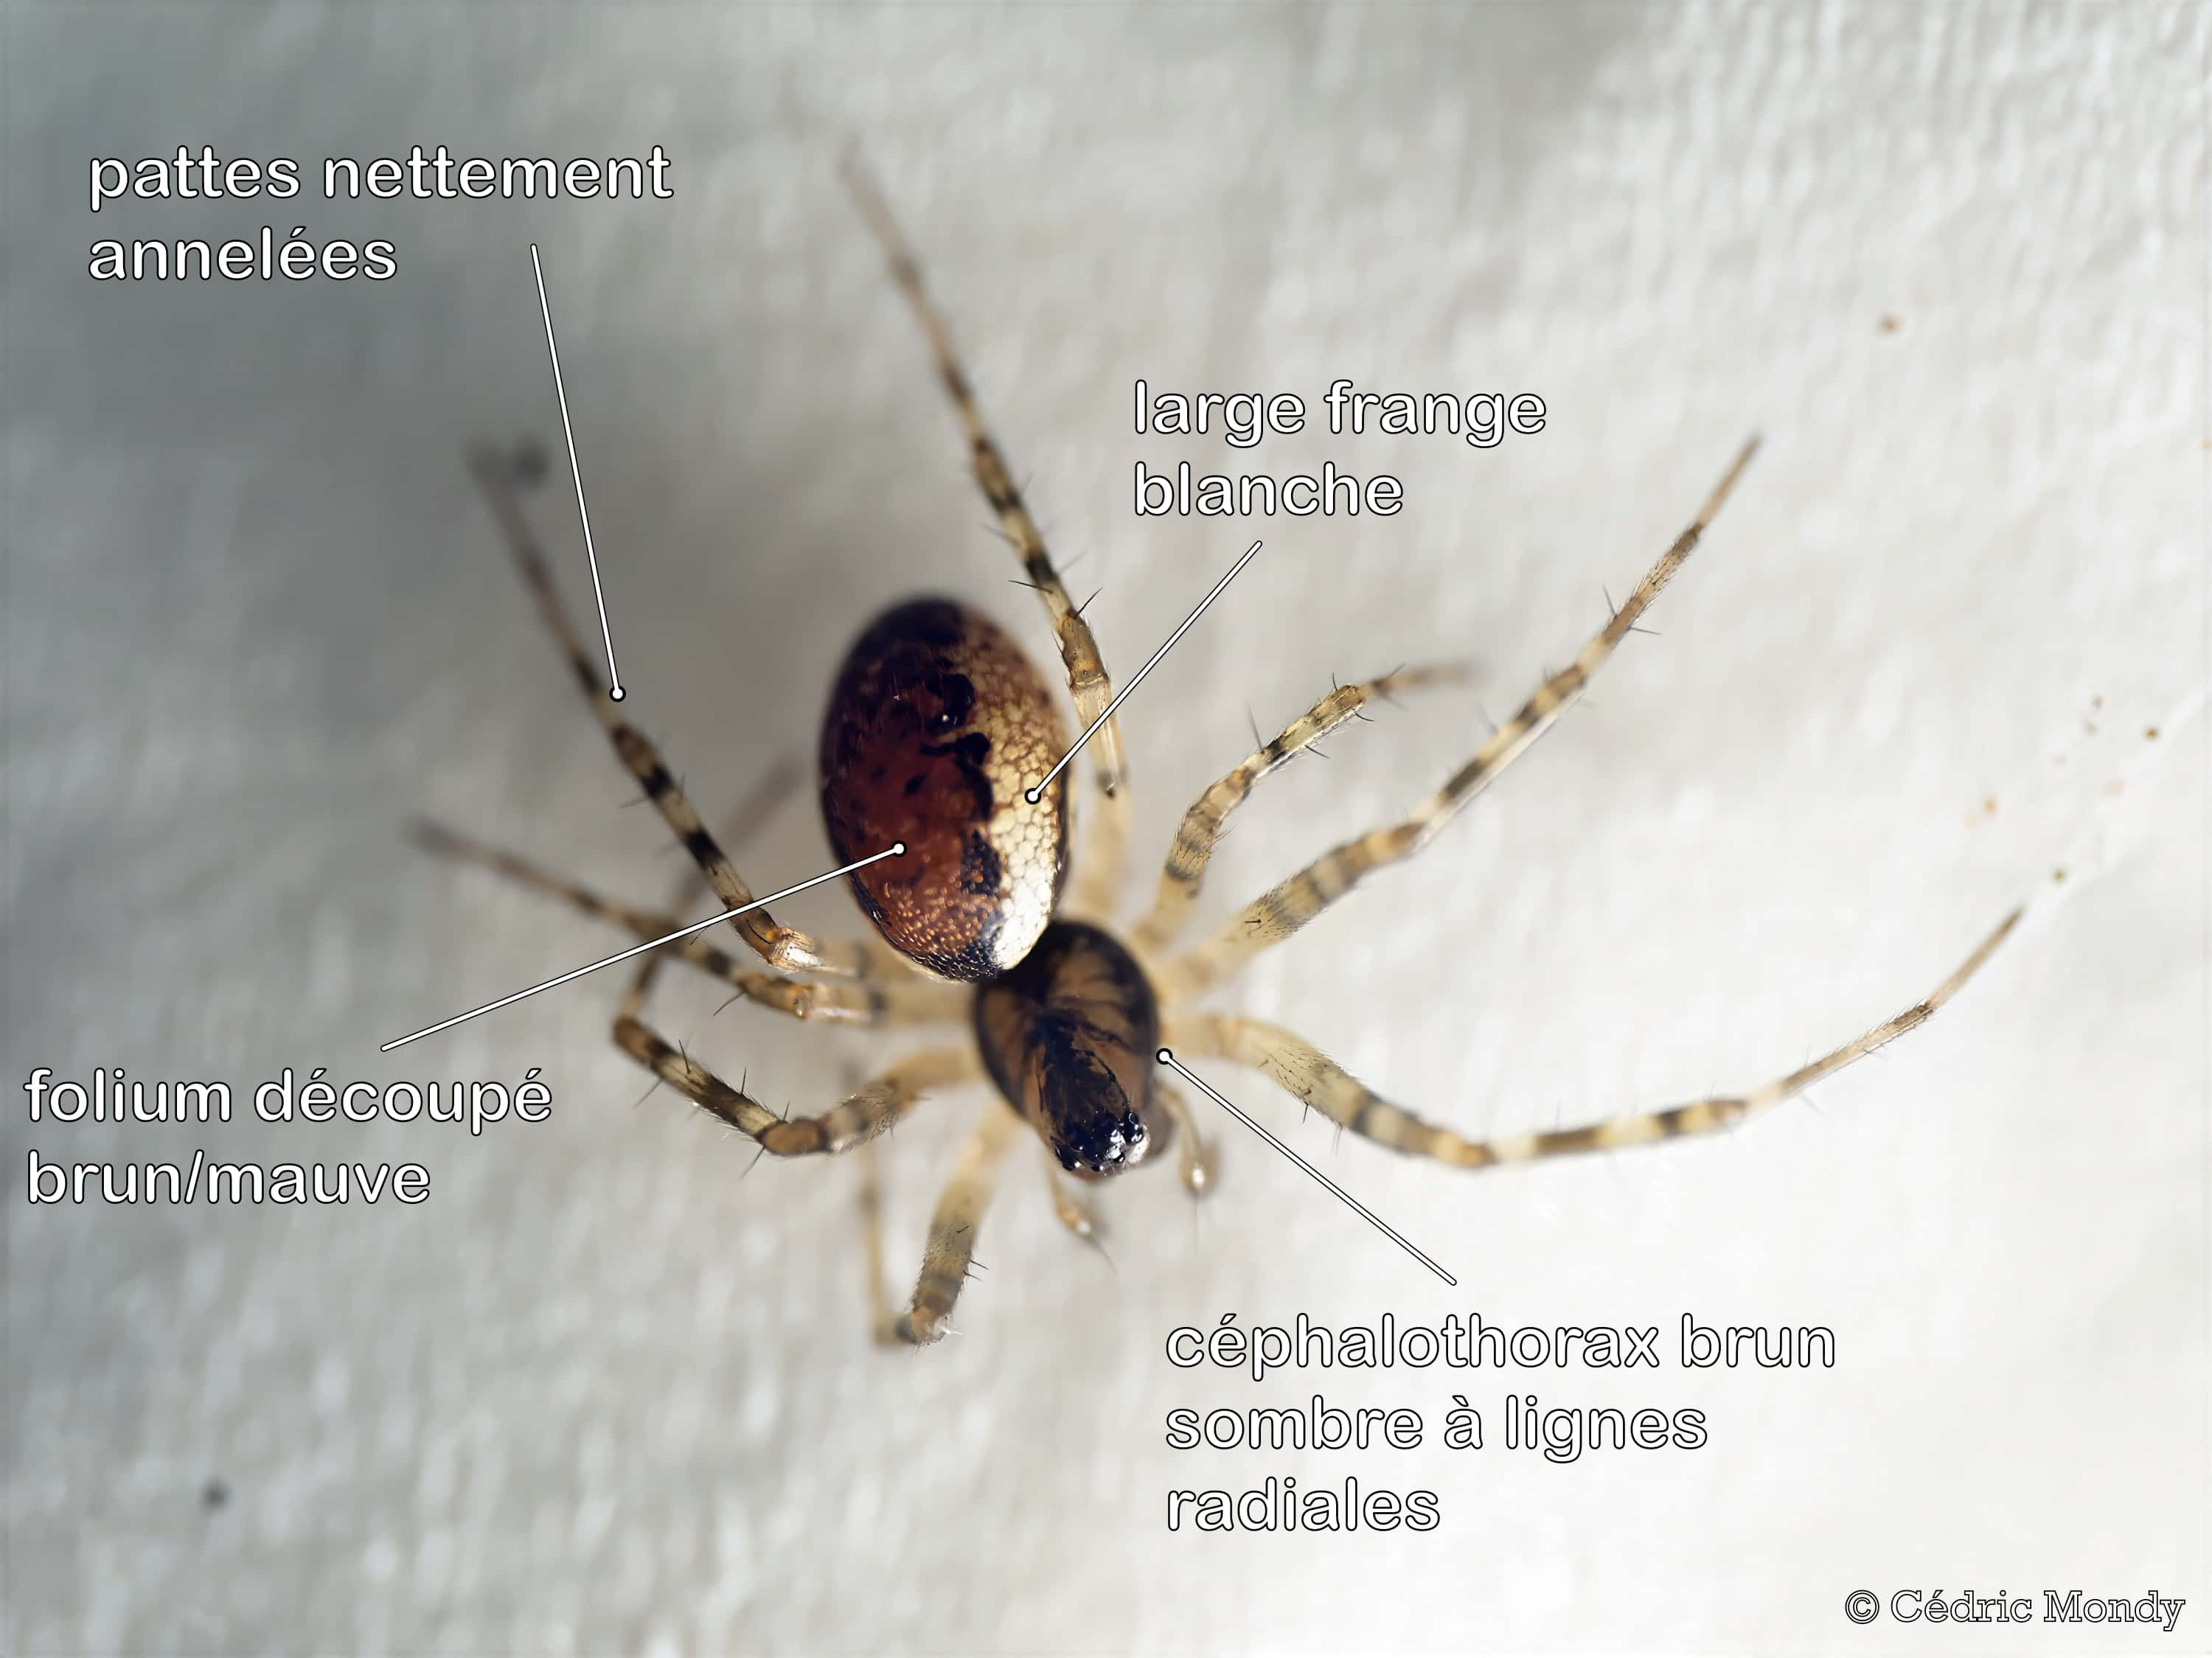 pattes nettement
annelées
large frange
blanche
folium découpé
brun/mauve
céphalothorax brun
sombre à lignes
radiales
© Cédric Mondy